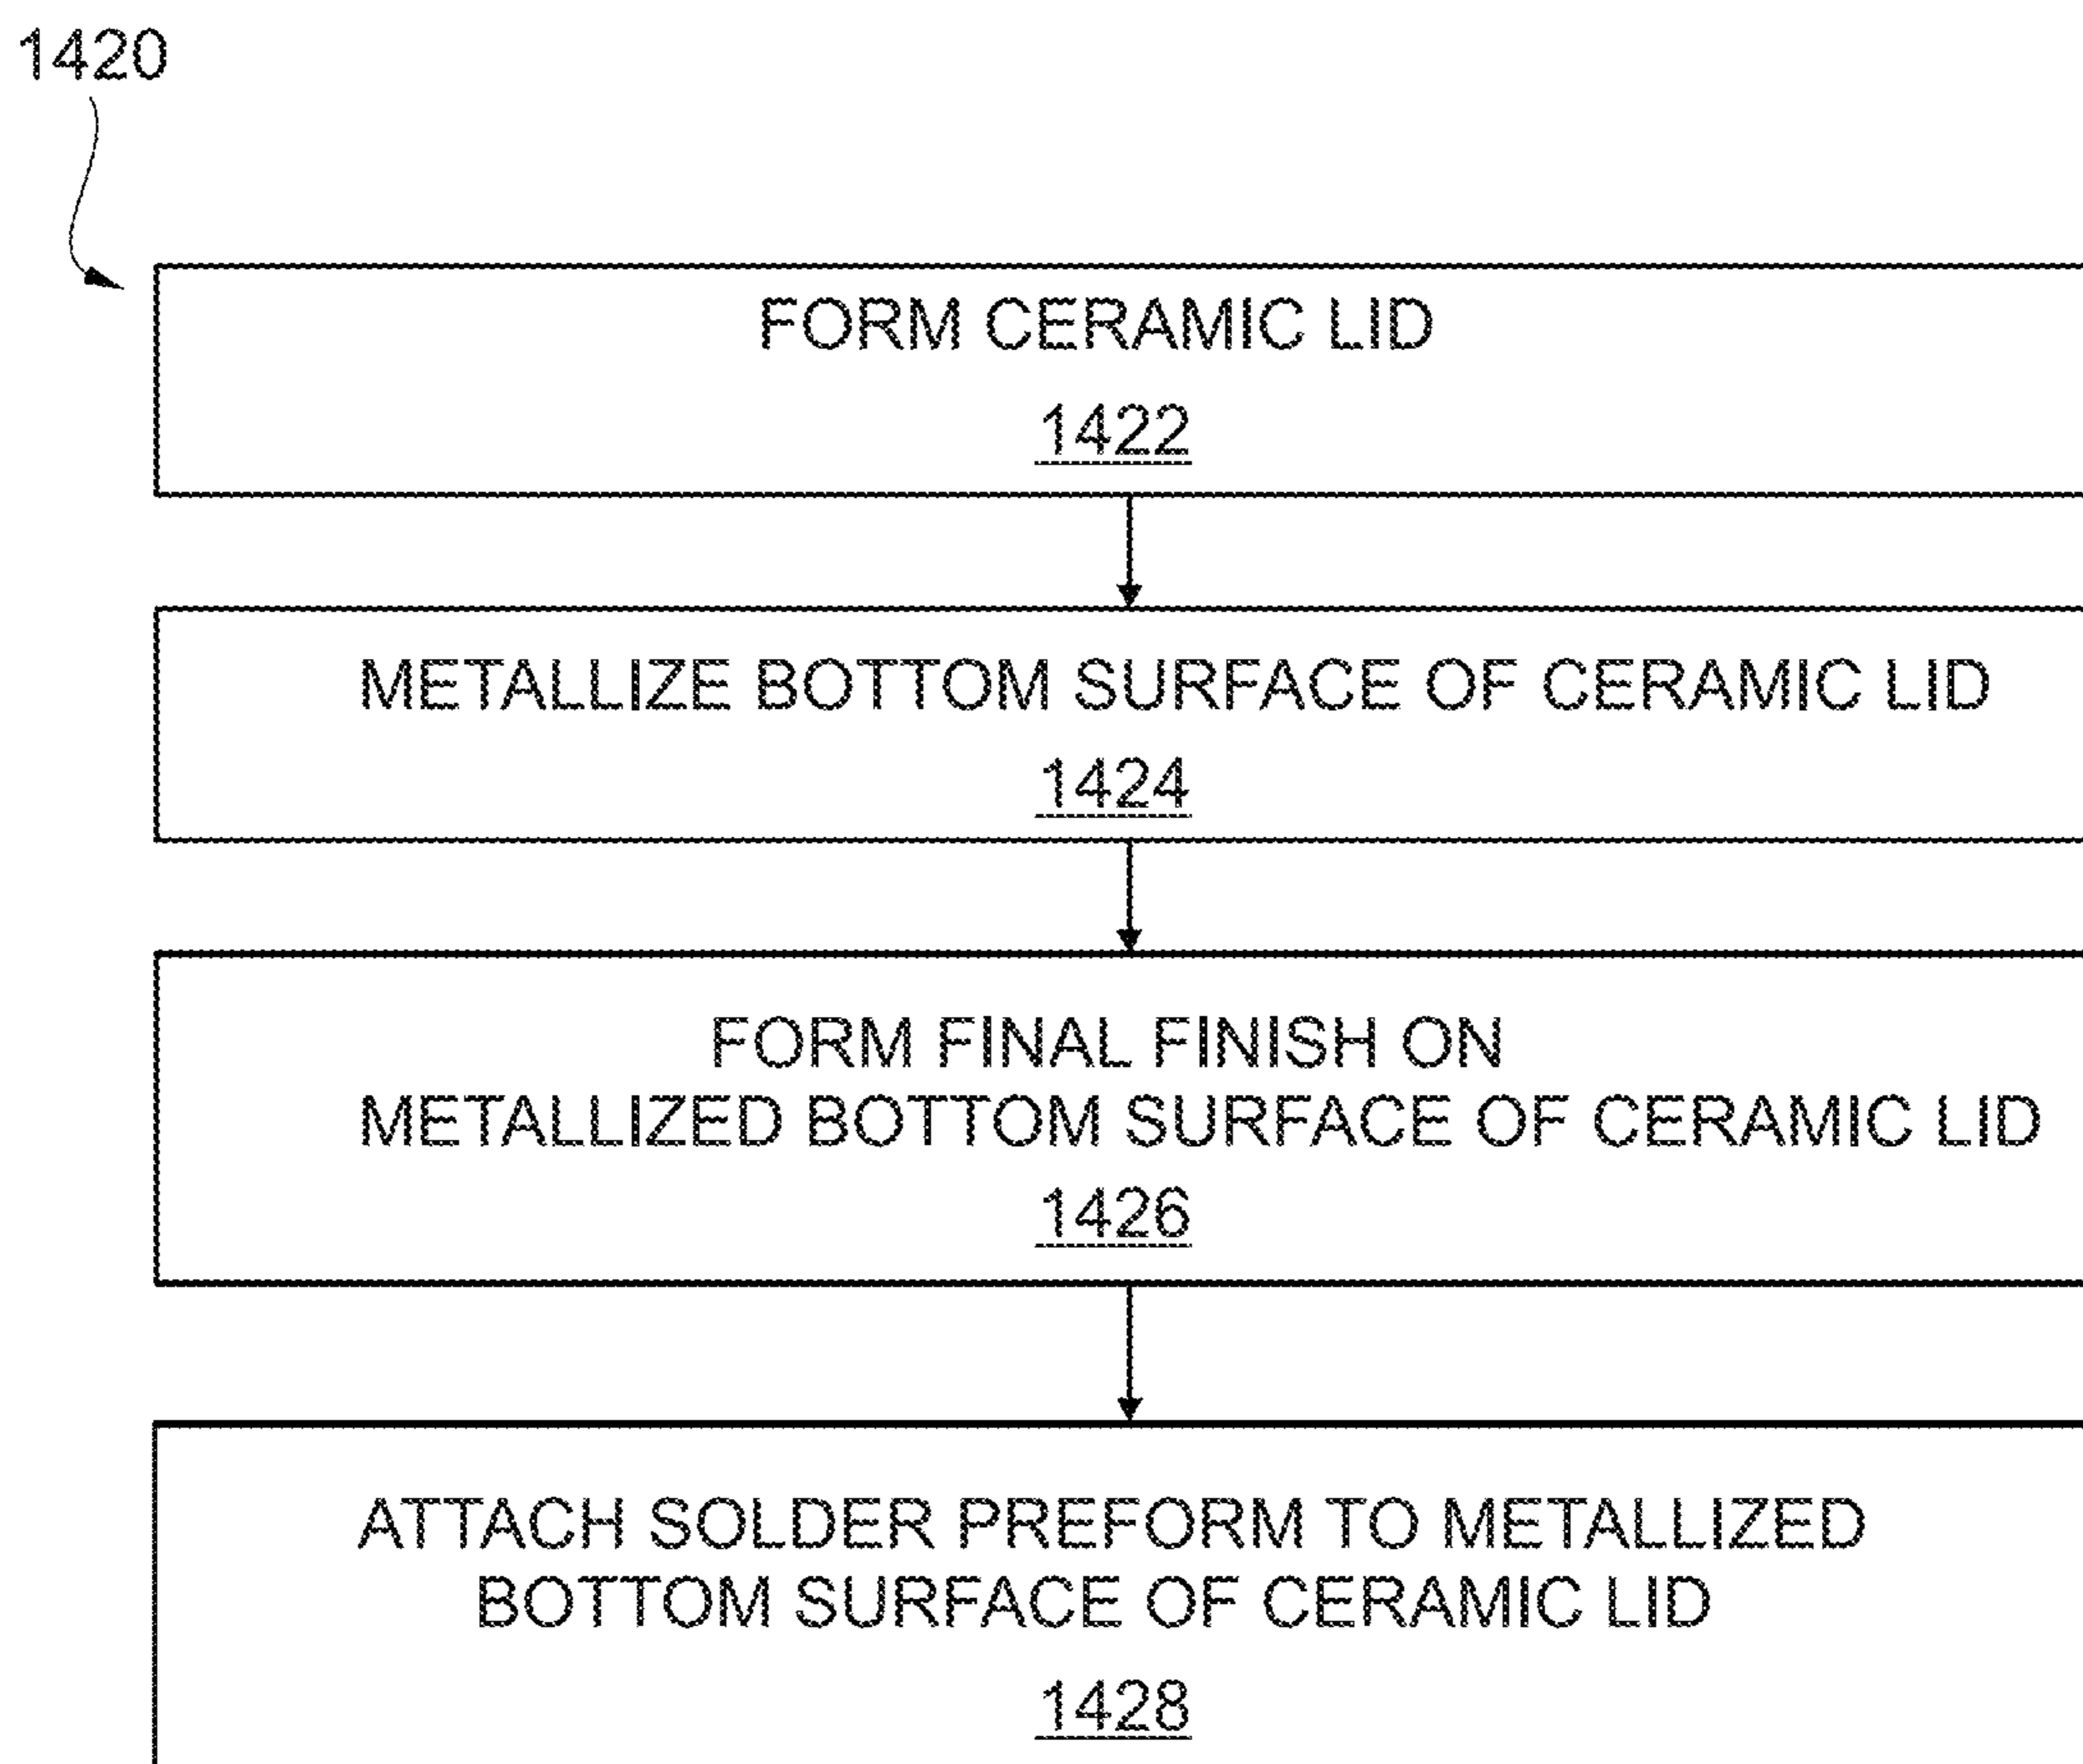 1420
FORM CERAMIC LID
1422
METALLIZE BOTTOM SURFACE OF CERAMIC LID
1424
FORM FINAL FINISH ON
METALLIZED BOTTOM SURFACE OF CERAMIC LID
1426
ATTACH SOLDER PREFORM TO METALLIZED
BOTTOM SURFACE OF CERAMIC LID
1428